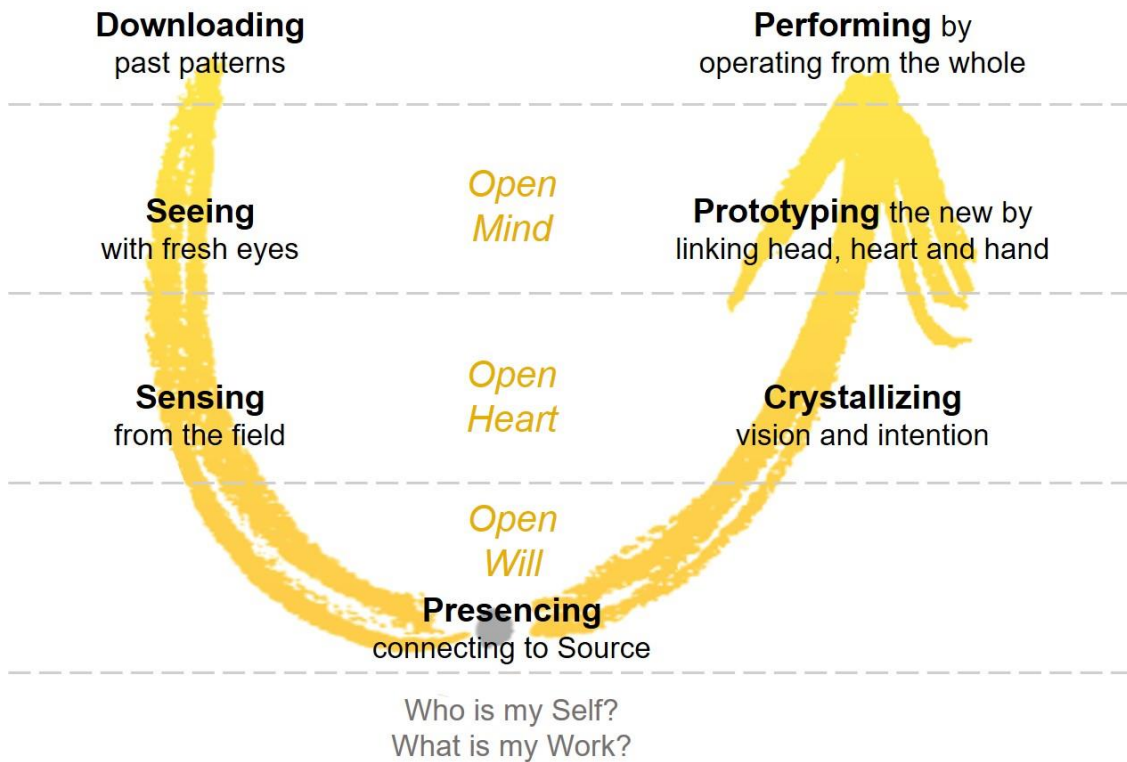 Downloading
past patterns
Performing by
operating from the whole
Open
Mind
Seeing
with fresh eyes
Prototyping the new by
linking head, heart and hand
Open
Heart
Sensing
from the field
Crystallizing
vision and intention
Open
Will
Presencing
connecting to Source
Who is my Self?
What is my Work?